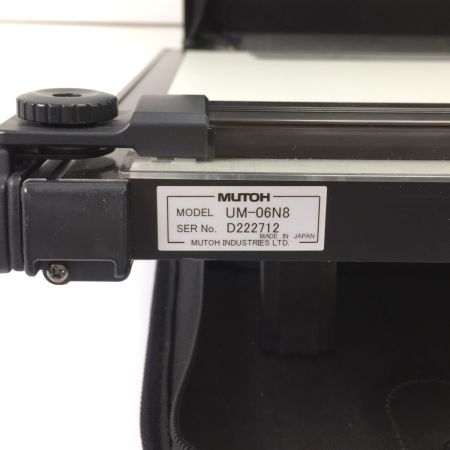 MUTOH
MODEL UM-06N8
SER No. D222712
MADE IN JAPAN
MUTOH INDUSTRIES LTD.